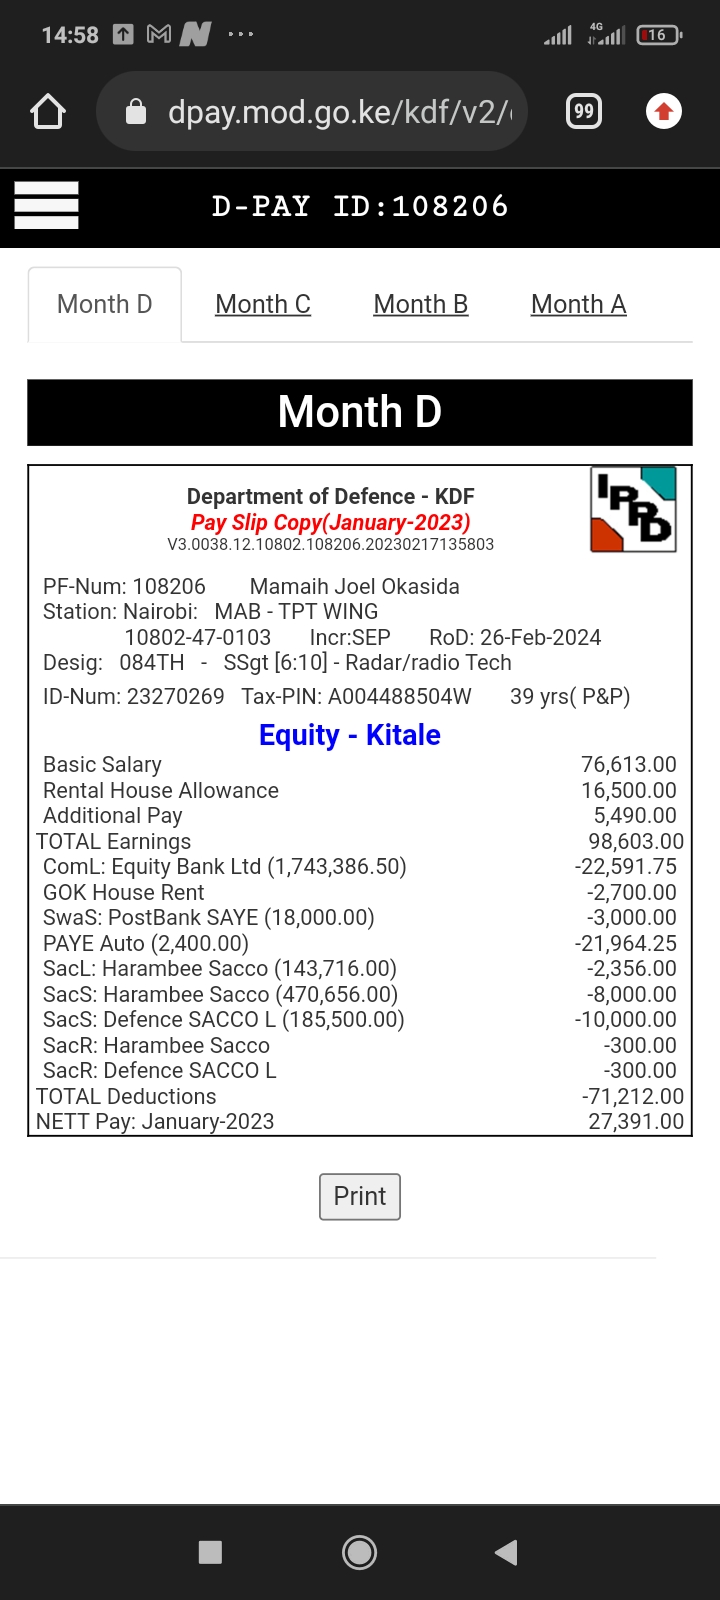 14:58 4G 16
dpay.mod.go.ke/kdf/v2/ 99
D-PAY ID:108206
Month D Month C Month B Month A
Month D
IPPD
Department of Defence - KDF
Pay Slip Copy(January-2023)
V3.0038.12.10802.108206.20230217135803
PF-Num: 108206 Mamaih Joel Okasida
Station: Nairobi: MAB - TPT WING
10802-47-0103 Incr:SEP RoD: 26-Feb-2024
Desig: 084TH - SSgt [6:10] - Radar/radio Tech
ID-Num: 23270269 Tax-PIN: A004488504W 39 yrs( P&P)
Equity - Kitale
Basic Salary 76,613.00
Rental House Allowance 16,500.00
Additional Pay 5,490.00
TOTAL Earnings 98,603.00
ComL: Equity Bank Ltd (1,743,386.50) -22,591.75
GOK House Rent -2,700.00
SwaS: PostBank SAYE (18,000.00) -3,000.00
PAYE Auto (2,400.00) -21,964.25
SacL: Harambee Sacco (143,716.00) -2,356.00
SacS: Harambee Sacco (470,656.00) -8,000.00
SacS: Defence SACCO L (185,500.00) -10,000.00
SacR: Harambee Sacco -300.00
SacR: Defence SACCO L -300.00
TOTAL Deductions -71,212.00
NETT Pay: January-2023 27,391.00
Print